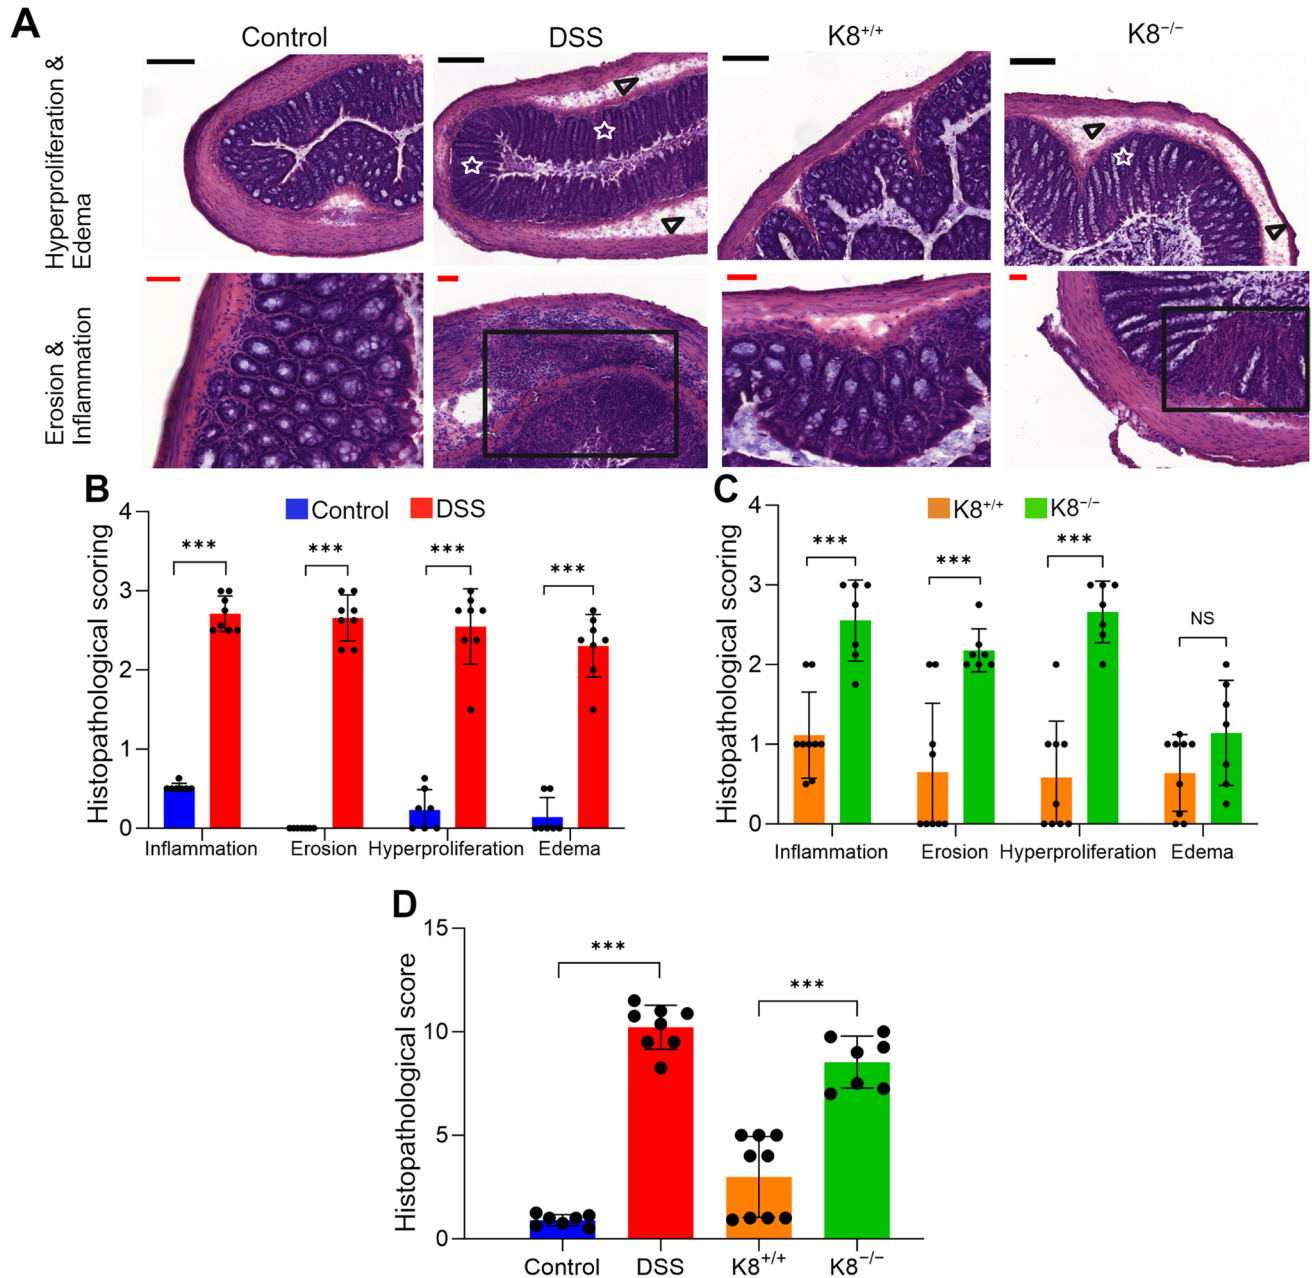 A
Control
DSS
K8+/+
K8−/−
Hyperproliferation &
Edema
Erosion &
Inflammation
B
Control
DSS
Histopathological scoring
4
3
2
1
0
***
***
***
***
Inflammation
Erosion
Hyperproliferation
Edema
C
K8+/+
K8−/−
Histopathological scoring
4
3
2
1
0
***
***
***
NS
Inflammation
Erosion
Hyperproliferation
Edema
D
Histopathological score
15
10
5
0
***
***
Control
DSS
K8+/+
K8−/−